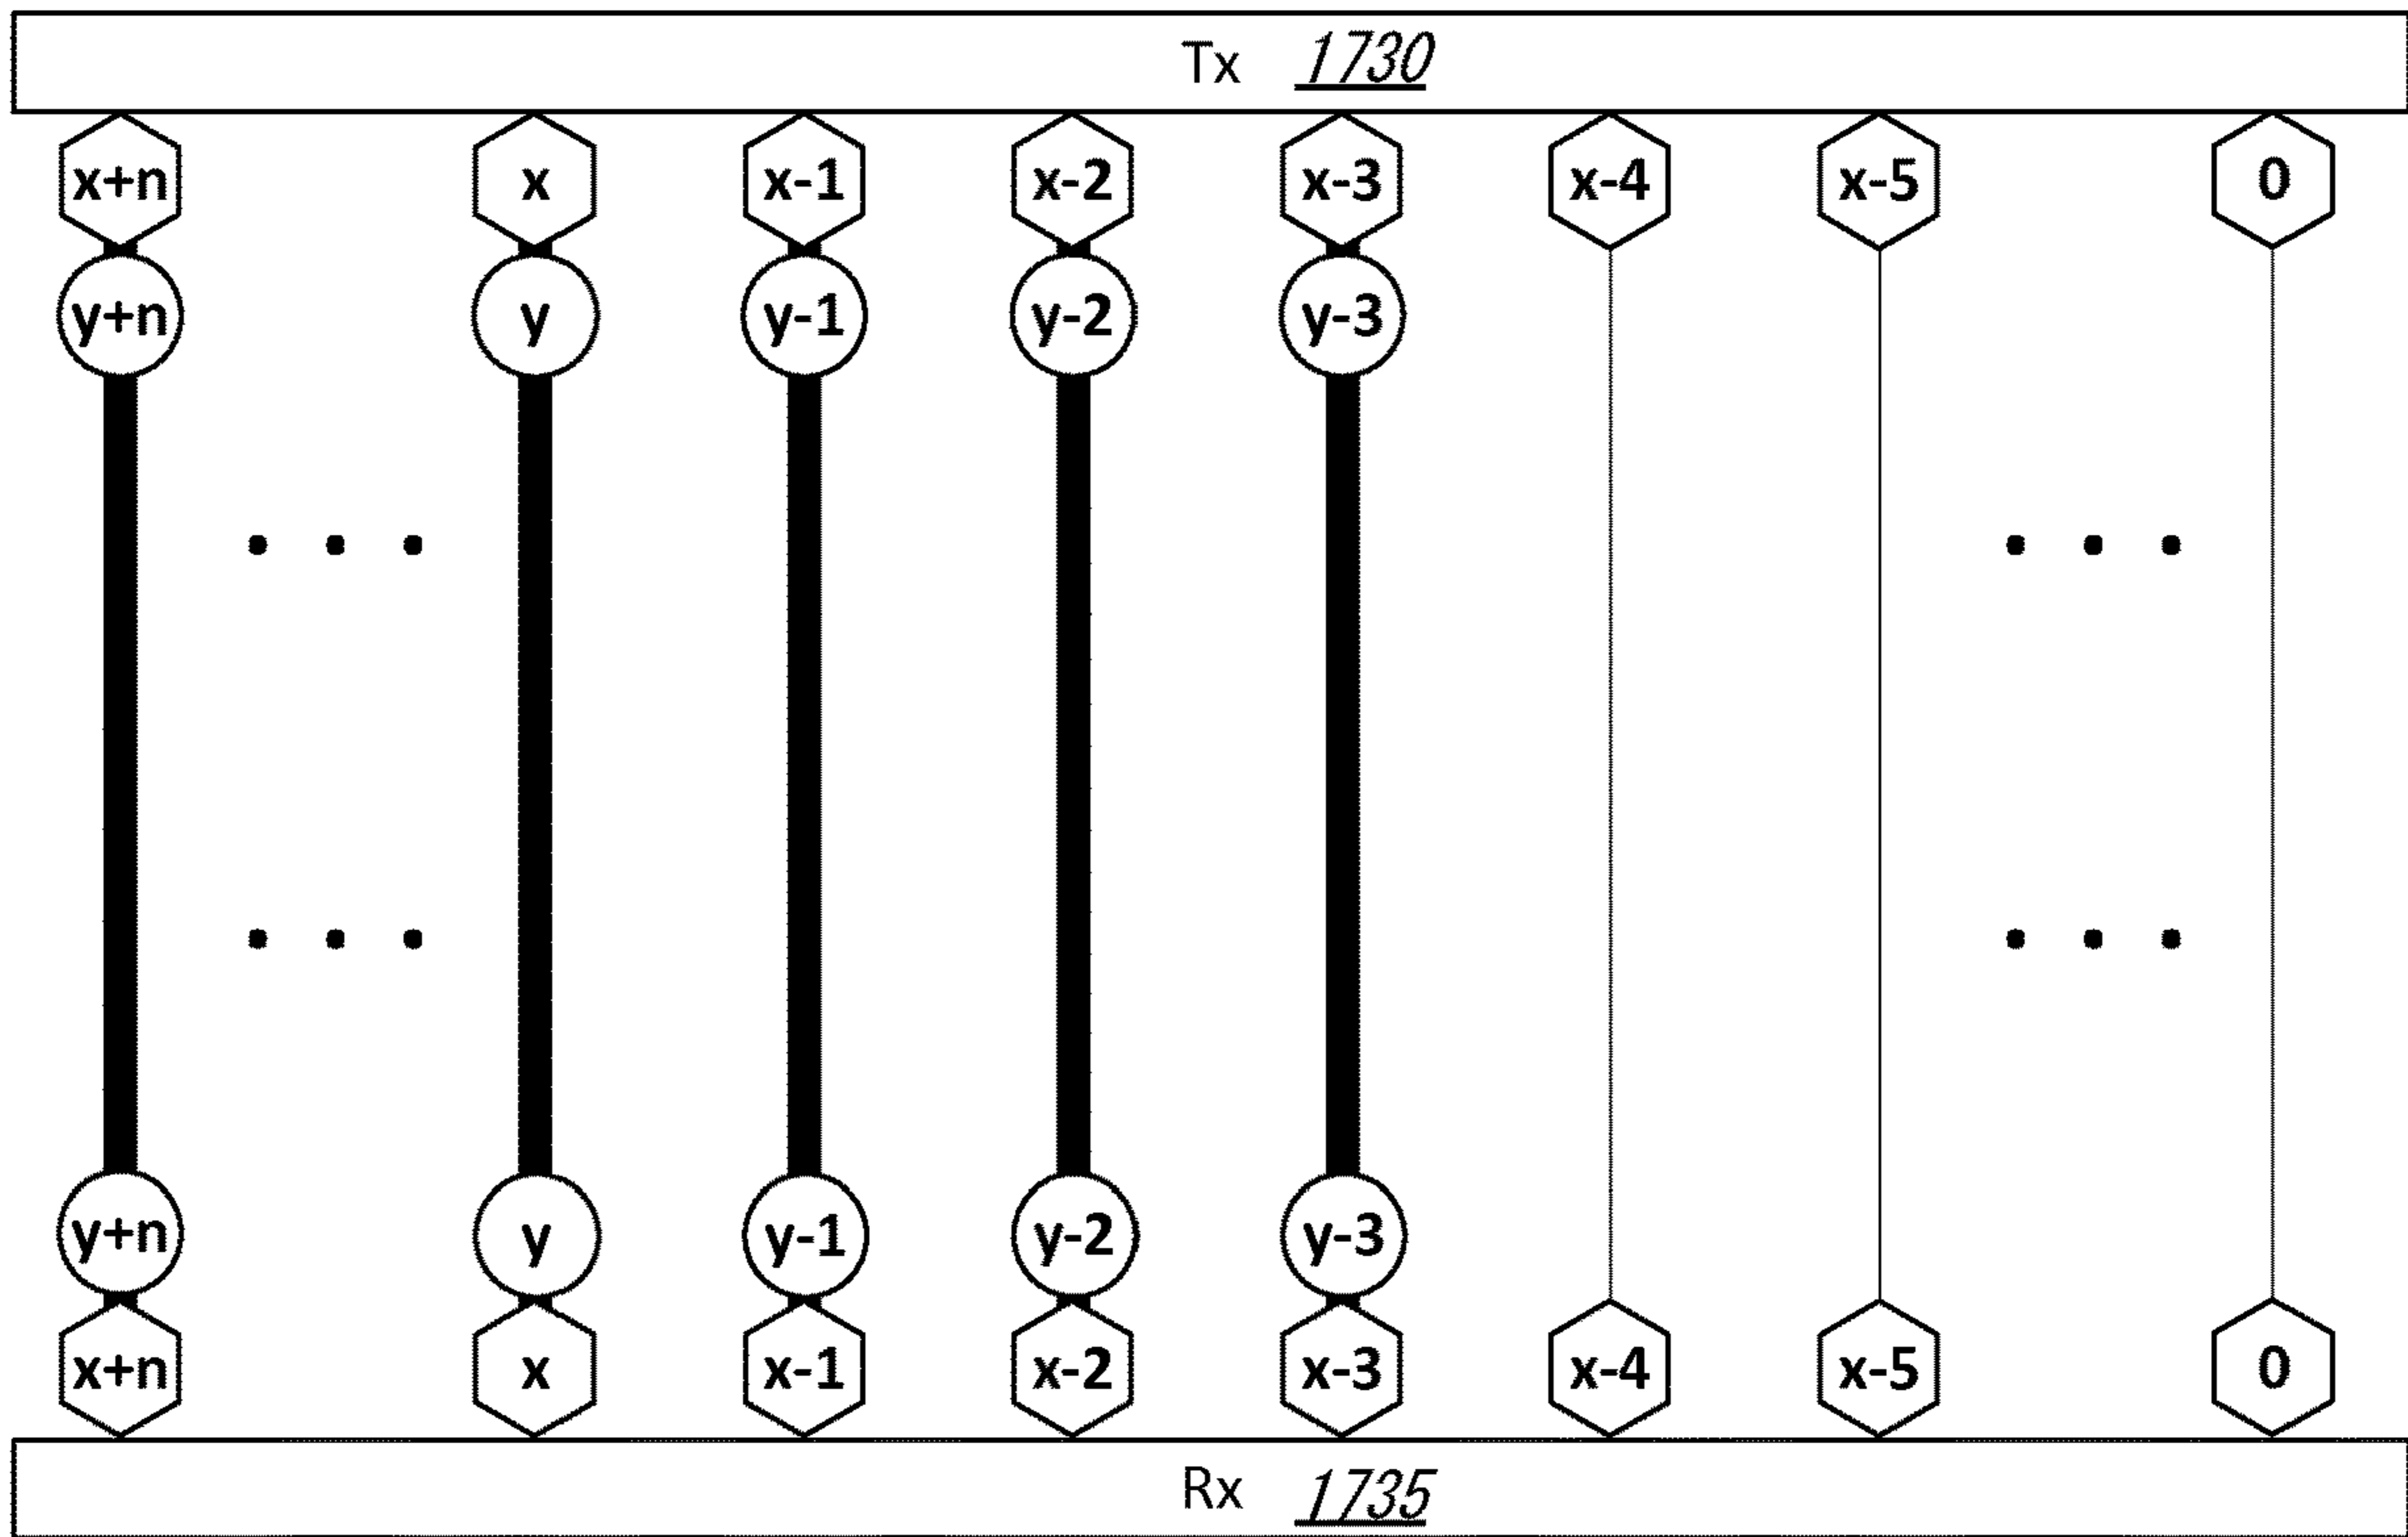 Tx 1730
x+n x x-1 x-2 x-3 x-4 x-5 0
y+n y y-1 y-2 y-3
y+n y y-1 y-2 y-3
x+n x x-1 x-2 x-3 x-4 x-5 0
Rx 1735